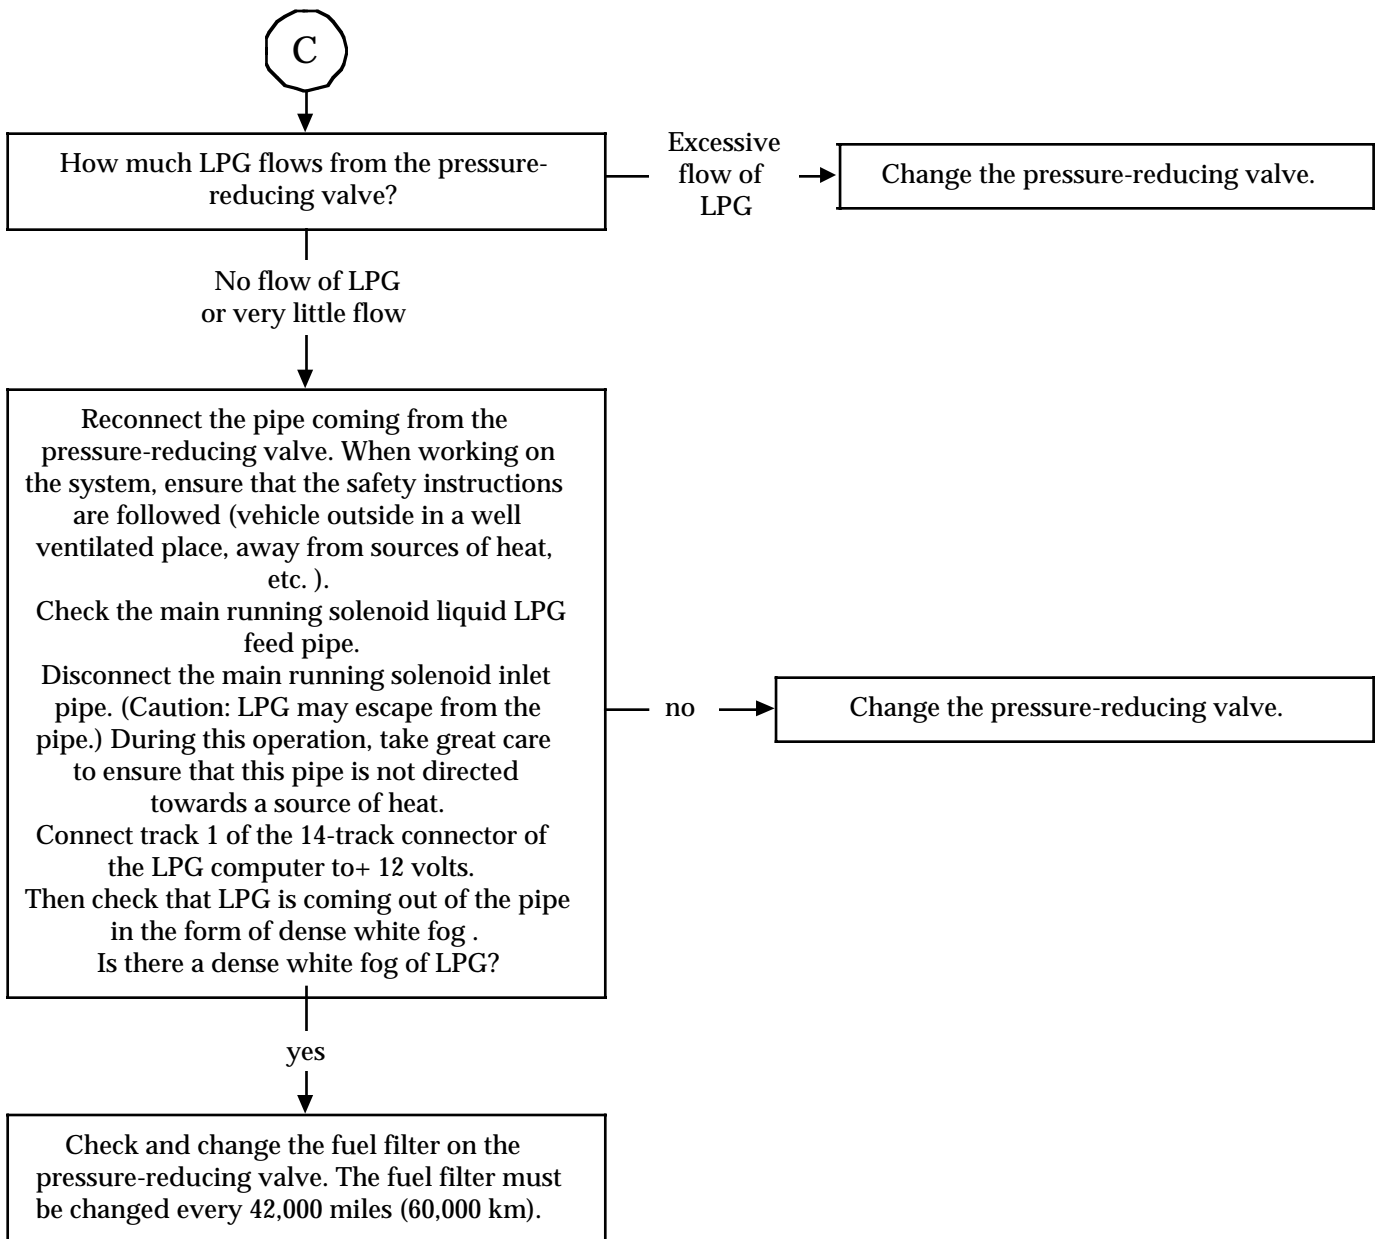 C
How much LPG flows from the pressure-
reducing valve?
Excessive
flow of
LPG
Change the pressure-reducing valve.
No flow of LPG
or very little flow
Reconnect the pipe coming from the
pressure-reducing valve. When working on
the system, ensure that the safety instructions
are followed (vehicle outside in a well
ventilated place, away from sources of heat,
etc. ).
Check the main running solenoid liquid LPG
feed pipe.
Disconnect the main running solenoid inlet
pipe. (Caution: LPG may escape from the
pipe.) During this operation, take great care
to ensure that this pipe is not directed
towards a source of heat.
Connect track 1 of the 14-track connector of
the LPG computer to+ 12 volts.
Then check that LPG is coming out of the pipe
in the form of dense white fog .
Is there a dense white fog of LPG?
no
Change the pressure-reducing valve.
yes
Check and change the fuel filter on the
pressure-reducing valve. The fuel filter must
be changed every 42,000 miles (60,000 km).